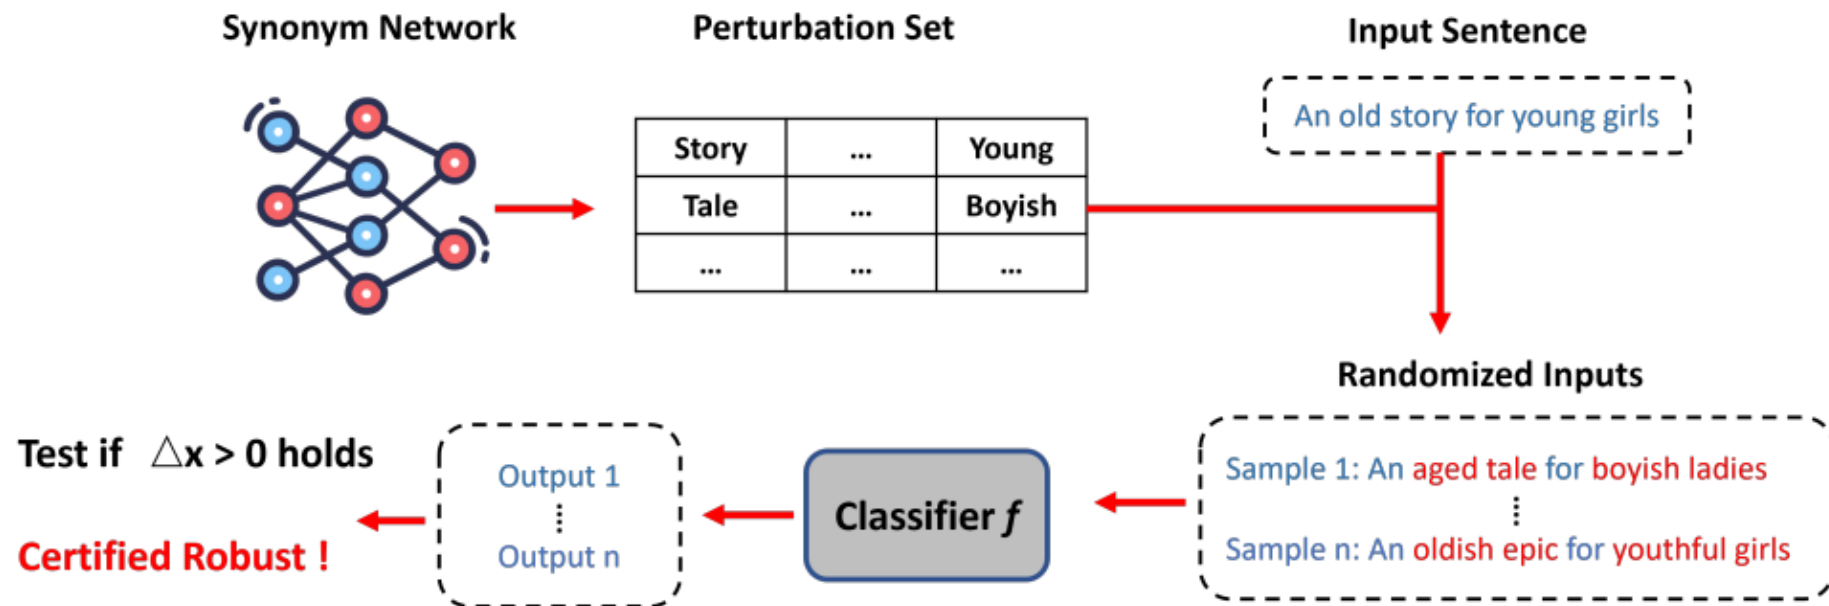 Synonym Network
Perturbation Set
Input Sentence
An old story for young girls
Story ... Young
Tale ... Boyish
... ... ...
Randomized Inputs
Sample 1: An aged tale for boyish ladies
Sample n: An oldish epic for youthful girls
Classifier f
Output 1
Output n
Test if △x > 0 holds
Certified Robust !